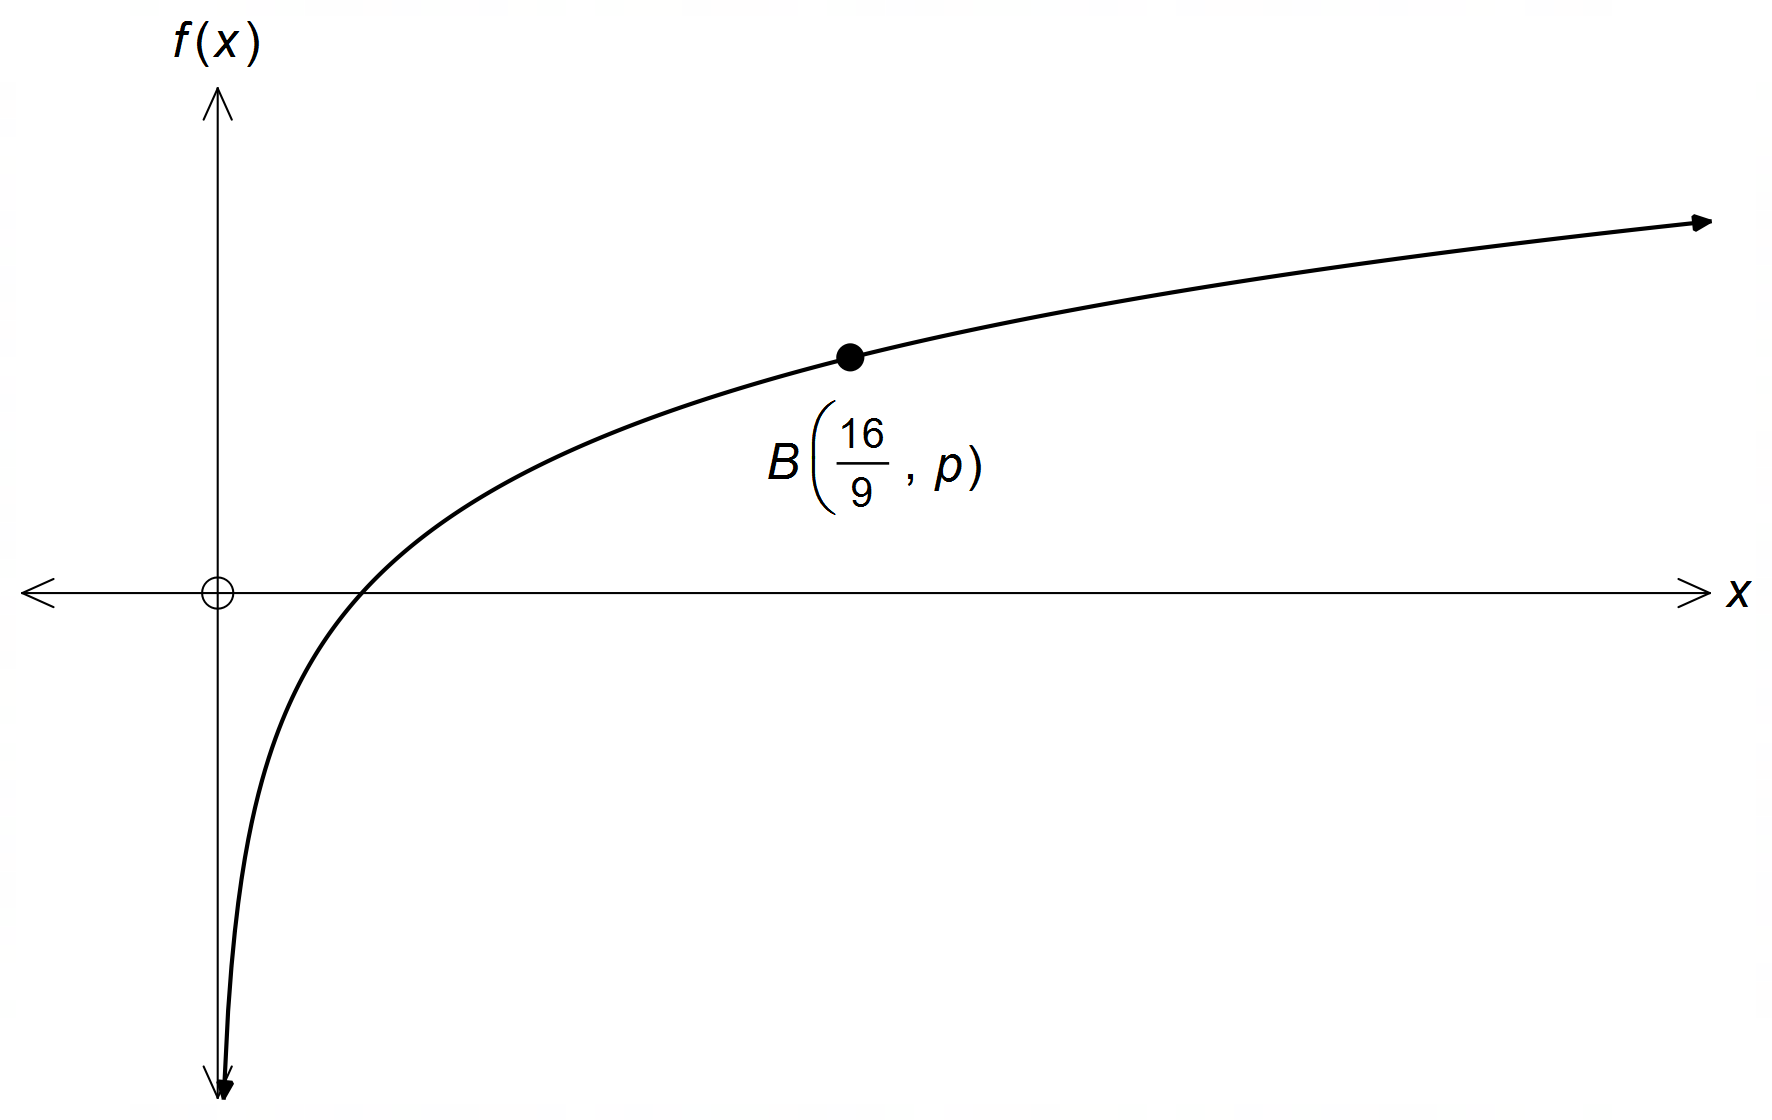 f(x)
B(16/9, p)
x